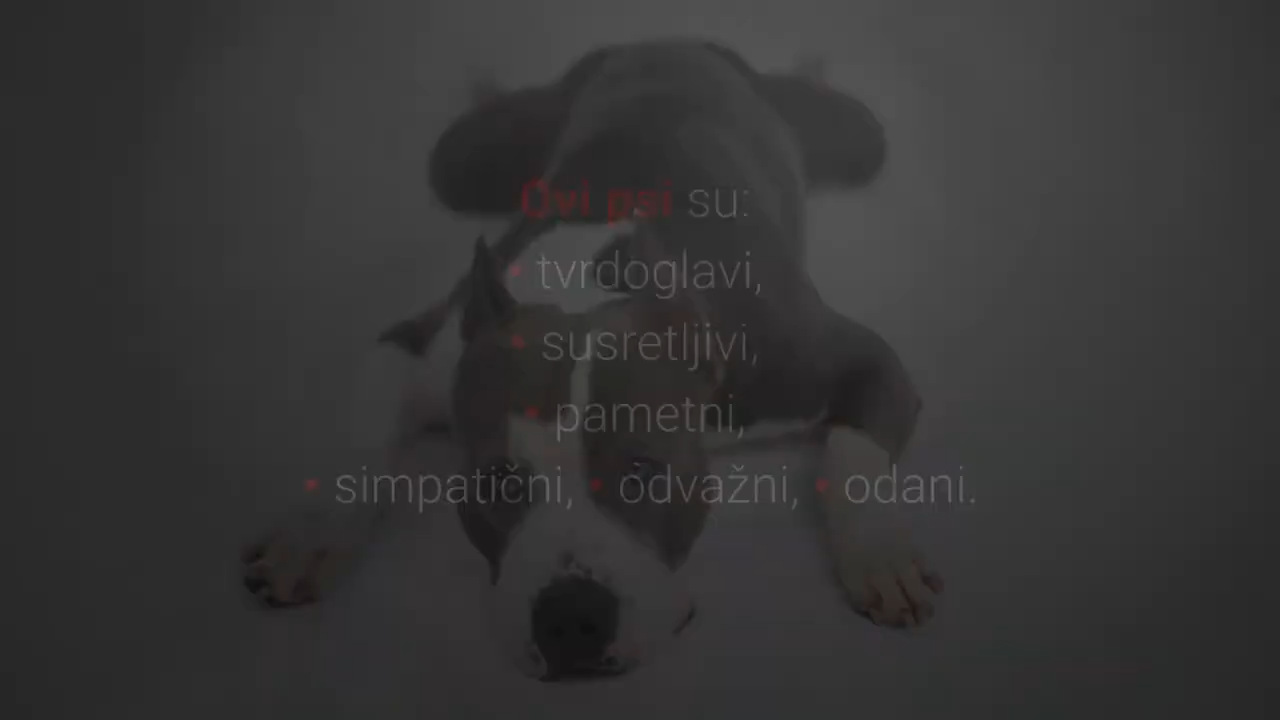 Ovi psi su:
• tvrdoglavi,
• susretljivi,
• pametni,
• simpatični, • odvažni, • odani.